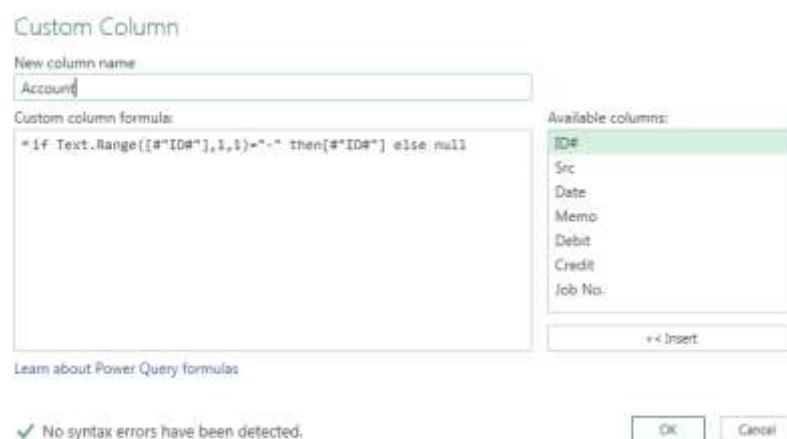 Custom Column
New column name
Account
Custom column formula:
Available columns:
=if Text.Range([#"ID#"],1,1)="-" then[#"ID#"] else null
ID#
Src
Date
Memo
Debit
Credit
Job No.
<< Insert
Learn about Power Query formulas
✓ No syntax errors have been detected.
OK
Cancel